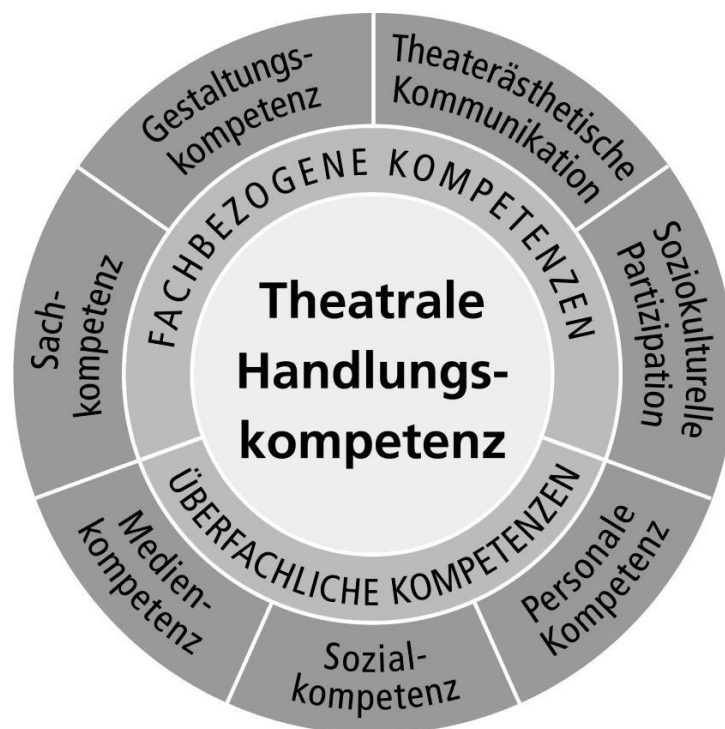 Gestaltungs-
kompetenz
Theaterästhetische
Kommunikation
Soziokulturelle
Partizipation
Sach-
kompetenz
FACHBEZOGENE KOMPETENZEN
Theatrale
Handlungs-
kompetenz
ÜBERFACHLICHE KOMPETENZEN
Medien-
kompetenz
Sozial-
kompetenz
Personale
Kompetenz